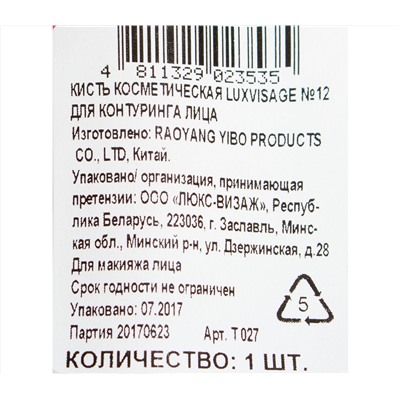 4 811329 023535
КИСТЬ КОСМЕТИЧЕСКАЯ LUXVISAGE №12
ДЛЯ КОНТУРИНГА ЛИЦА
Изготовлено: RAOYANG YIBO PRODUCTS
CO., LTD, Китай.
Упаковано/ организация, принимающая
претензии: ООО «ЛЮКС-ВИЗАЖ», Респуб-
лика Беларусь, 223036, г. Заславль, Минс-
кая обл., Минский р-н, ул. Дзержинская, д.28
Для макияжа лица
Срок годности не ограничен
Упаковано: 07.2017
5
Партия 20170623 Арт. Т 027
КОЛИЧЕСТВО: 1 ШТ.